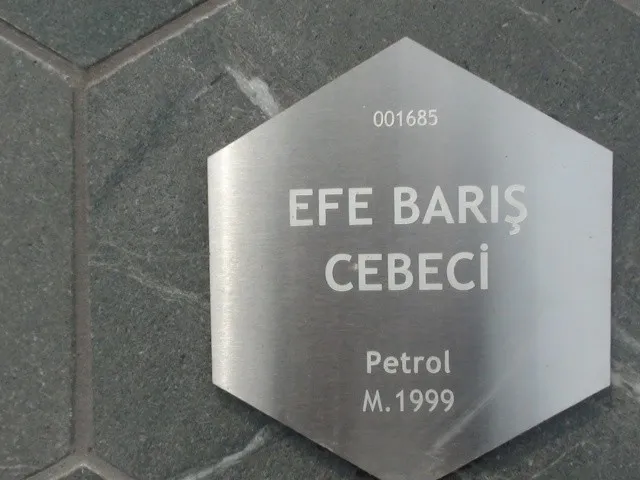 001685
EFE BARIŞ
CEBECİ
Petrol
M.1999